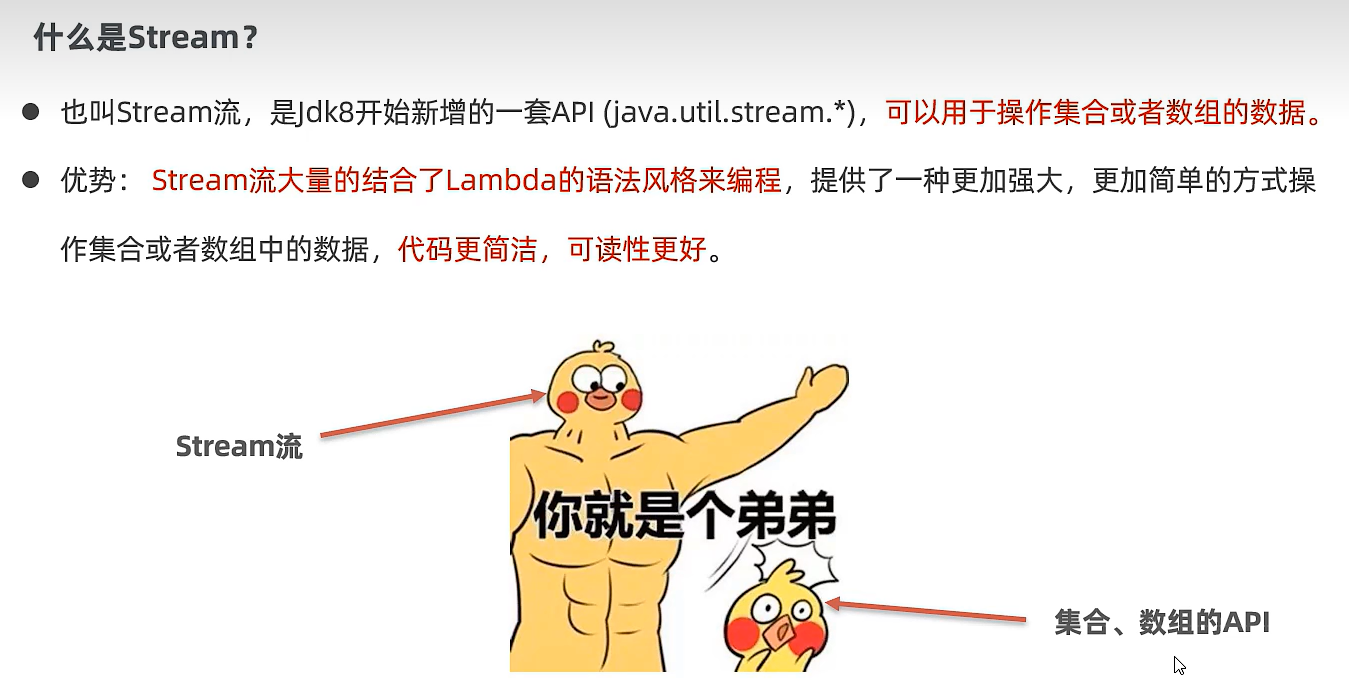 什么是Stream？
● 也叫Stream流，是Jdk8开始新增的一套API (java.util.stream.*)，可以用于操作集合或者数组的数据。
● 优势： Stream流大量的结合了Lambda的语法风格来编程，提供了一种更加强大，更加简单的方式操
作集合或者数组中的数据，代码更简洁，可读性更好。
Stream流
你就是个弟弟
集合、数组的API